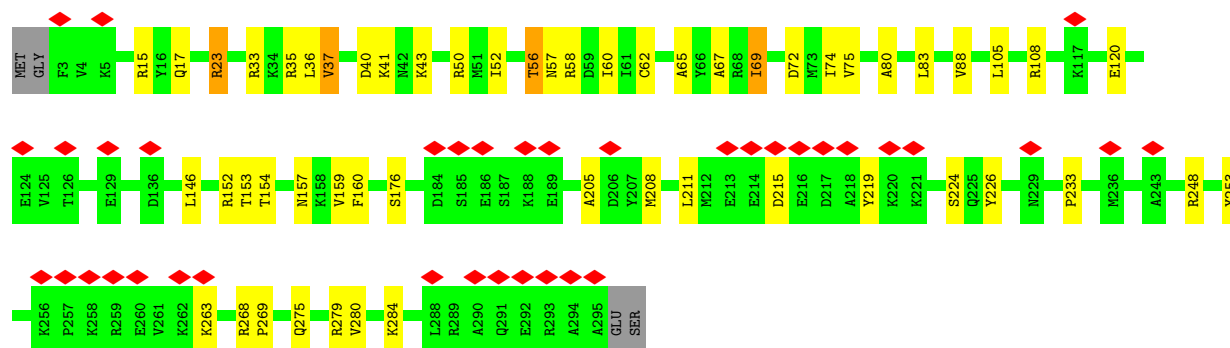 MET GLY F3 V4 K5 R15 Y16 Q17 R23 R33 K34 R35 L36 V37 D40 K41 N42 K43 R50 M51 I52 T56 N57 R58 D59 I60 I61 C62 A65 Y66 A67 R68 I69 D72 M73 I74 V75 A80 L83 V88 L105 R108 K117 E120
E124 V125 T126 E129 D136 L146 R152 T153 T154 N157 K158 V159 F160 S176 D184 S185 E186 S187 K188 E189 A205 D206 Y207 M208 L211 M212 E213 E214 D215 E216 D217 A218 Y219 K220 K221 S224 Q225 Y226 N229 P233 M236 A243 R248
K256 P257 K258 R259 E260 V261 K262 K263 R268 P269 Q275 R279 V280 K284 L288 R289 A290 Q291 E292 R293 A294 A295 GLU SER